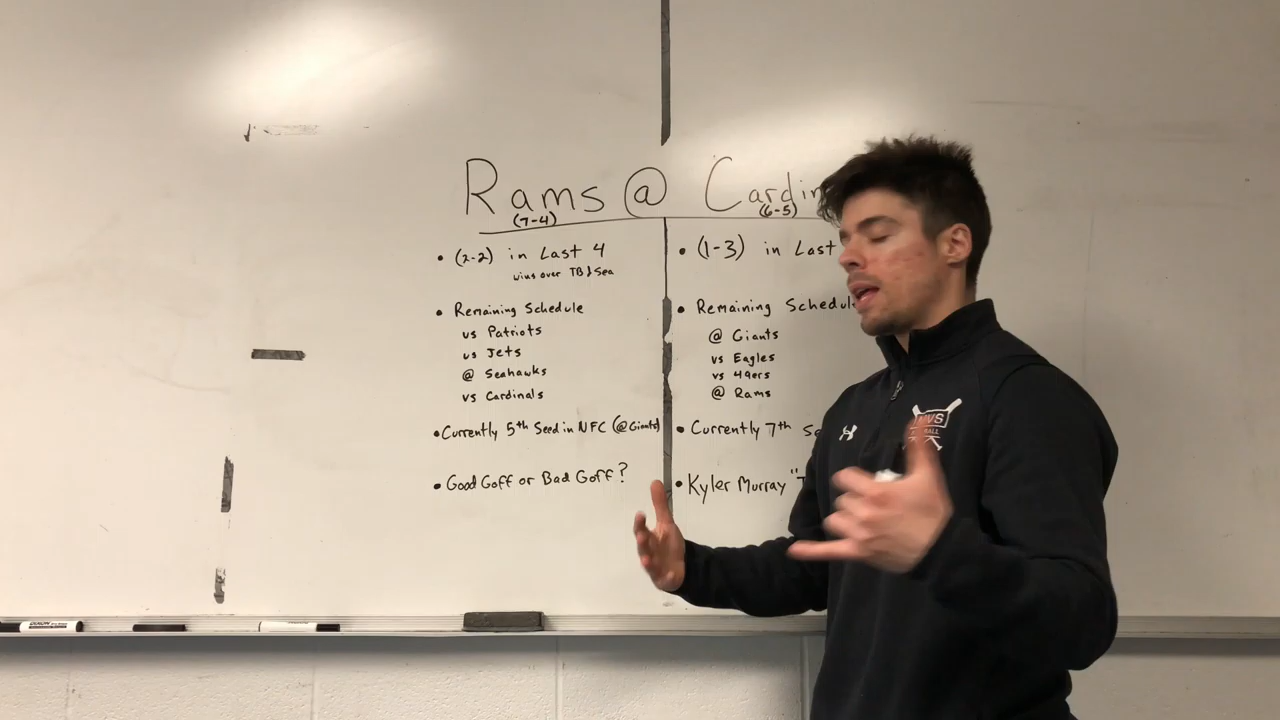 Rams @ Cardin
(7-4)
(6-5)
• (2-2) in Last 4
wins over TB & Sea
• Remaining Schedule
vs Patriots
vs Jets
@ Seahawks
vs Cardinals
• Currently 5th Seed in NFC (@Giants)
• Good Goff or Bad Goff?
• (1-3) in Last
• Remaining Schedul
@ Giants
vs Eagles
vs 49ers
@ Rams
• Currently 7th Se
• Kyler Murray "T
MVS